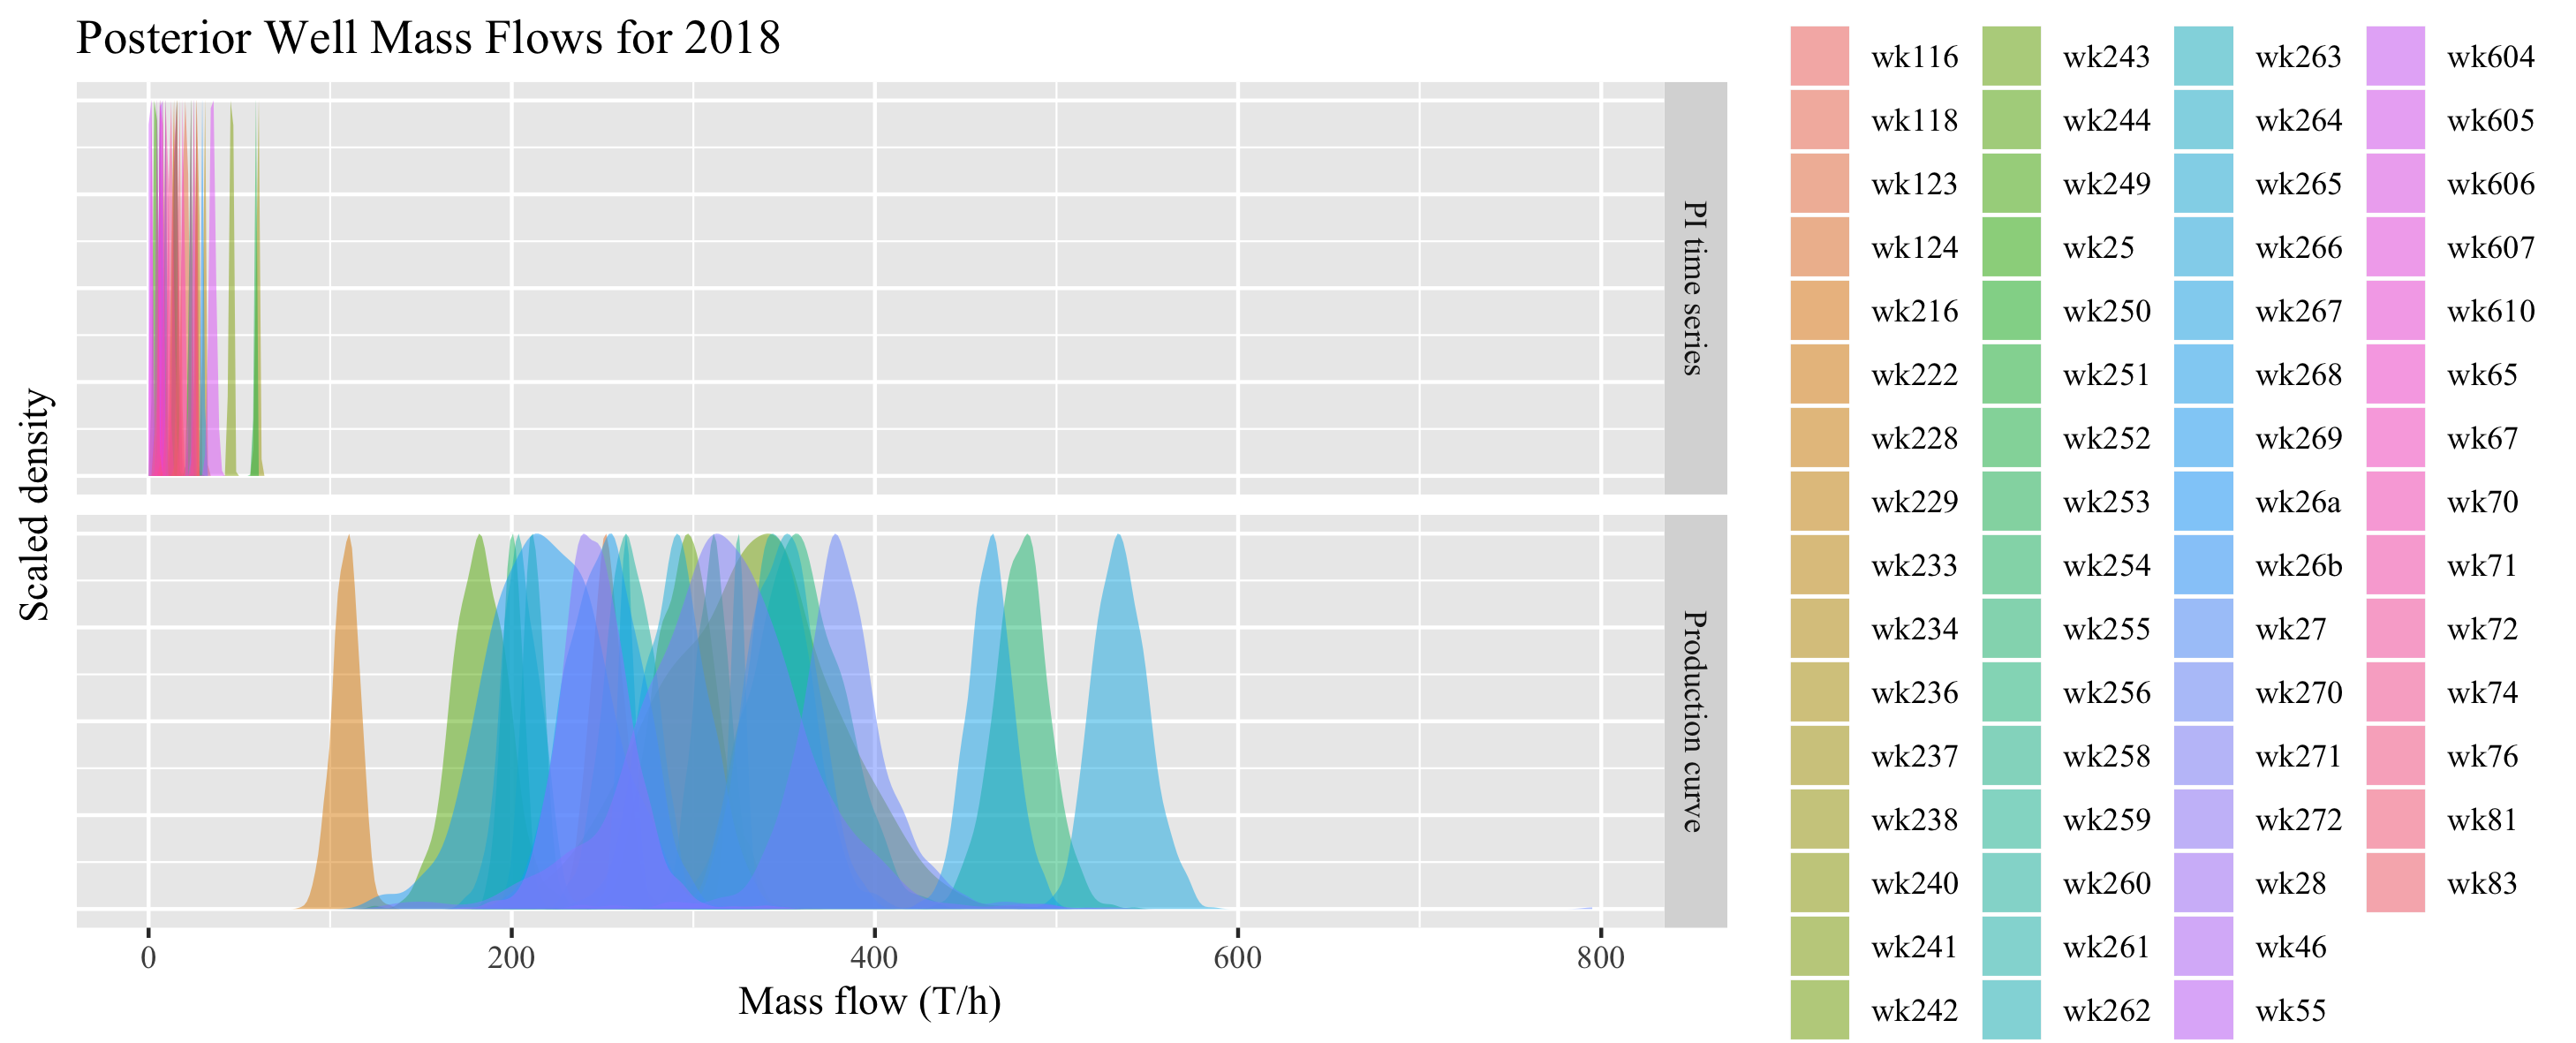 Posterior Well Mass Flows for 2018
Scaled density
PI time series
Production curve
0 200 400 600 800
Mass flow (T/h)
wk116 wk243 wk263 wk604
wk118 wk244 wk264 wk605
wk123 wk249 wk265 wk606
wk124 wk25 wk266 wk607
wk216 wk250 wk267 wk610
wk222 wk251 wk268 wk65
wk228 wk252 wk269 wk67
wk229 wk253 wk26a wk70
wk233 wk254 wk26b wk71
wk234 wk255 wk27 wk72
wk236 wk256 wk270 wk74
wk237 wk258 wk271 wk76
wk238 wk259 wk272 wk81
wk240 wk260 wk28 wk83
wk241 wk261 wk46
wk242 wk262 wk55